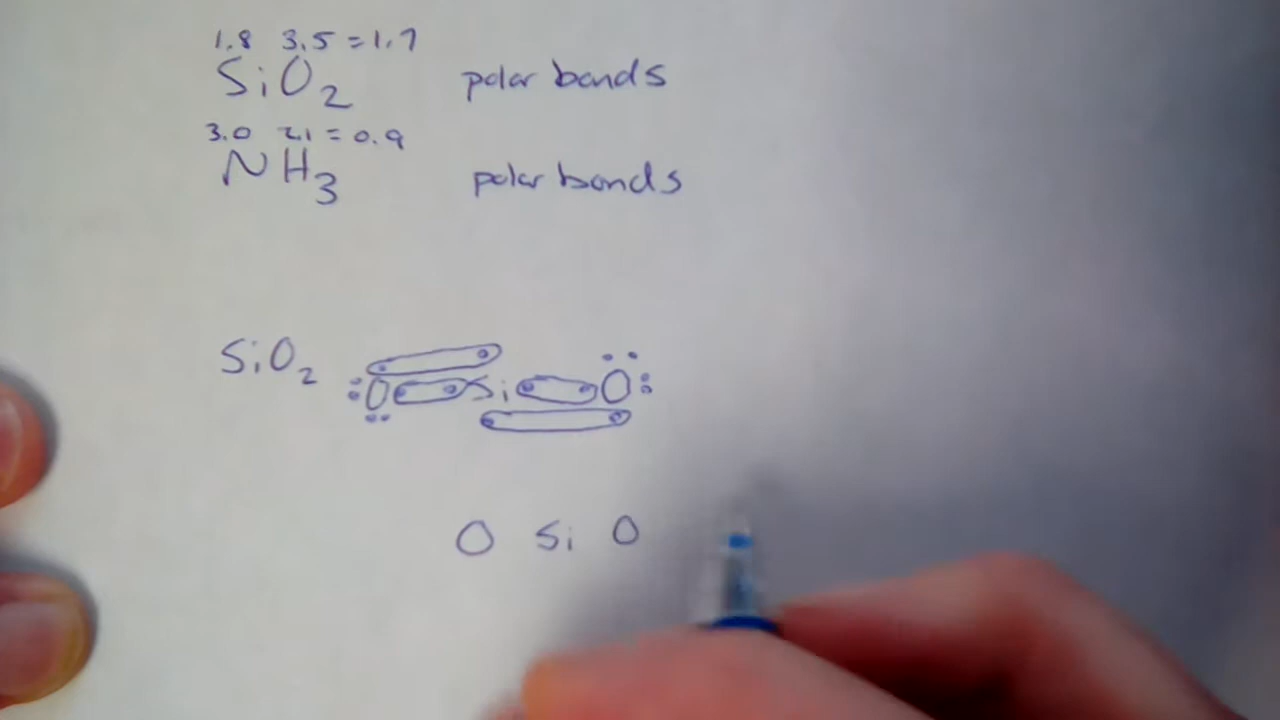 1.8 3.5 = 1.7
SiO2 polar bonds
3.0 2.1 = 0.9
NH3 polar bonds
SiO2 O Si O
O Si O